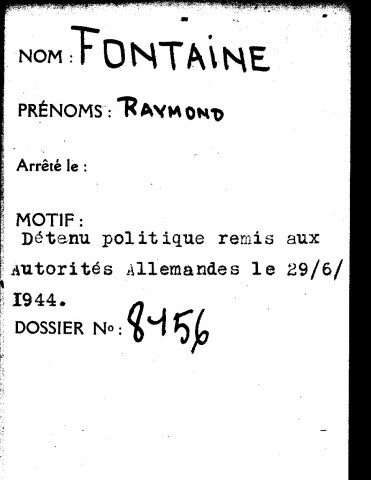 NOM : FONTAINE
PRÉNOMS : RAYMOND
Arrêté le :
MOTIF :
Détenu politique remis aux
Autorités Allemandes le 29/6/
1944.
DOSSIER No : 8456